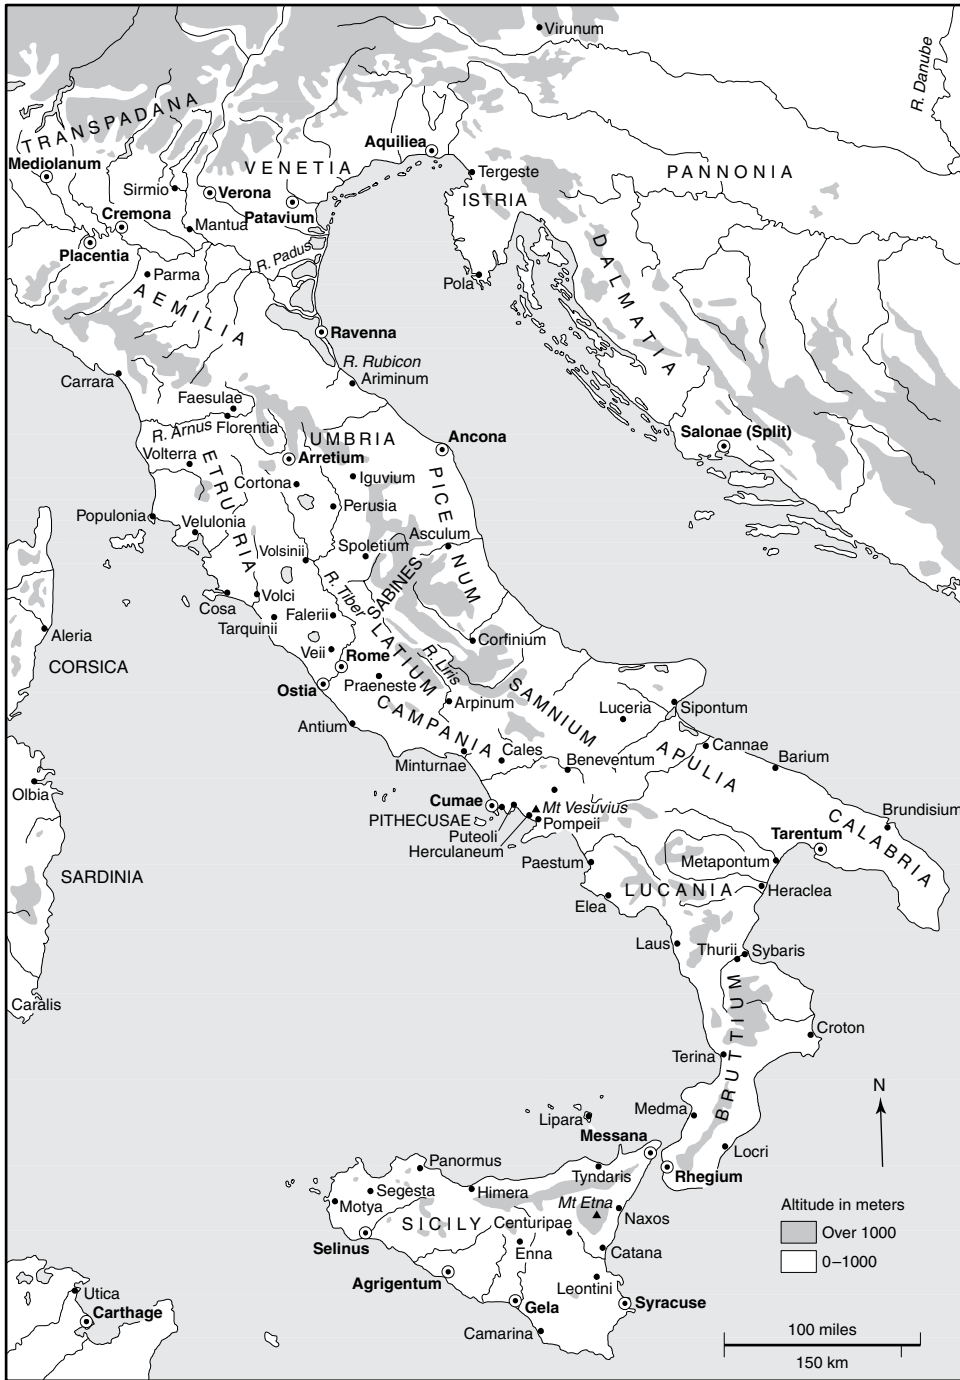 Virunum
R. Danube
TRANSPADANA
Mediolanum
Aquiliea
VENETIA
Tergeste
PANNONIA
Sirmio
Verona
ISTRIA
Cremona
Patavium
Mantua
Placentia
R. Padus
DALMATIA
Parma
Pola
AEMILIA
Ravenna
R. Rubicon
Carrara
Ariminum
Faesulae
R. Arnus
Florentia
UMBRIA
Ancona
Salonae (Split)
Volterra
Arretium
ETRURIA
Cortona
Iguvium
PICENUM
Populonia
Perusia
Velulonia
Asculum
Volsinii
Spoletium
SABINES
R. Tiber
Cosa
Volci
Falerii
Tarquinii
Aleria
LATIUM
Corfinium
Veii
R. Liris
CORSICA
Rome
Ostia
Praeneste
SAMNIUM
Arpinum
Luceria
Sipontum
CAMPANIA
Antium
Cales
APULIA
Cannae
Minturnae
Beneventum
Barium
Olbia
Cumae
Mt Vesuvius
Brundisium
PITHECUSAE
Pompeii
CALABRIA
Puteoli
Tarentum
Herculaneum
Paestum
Metapontum
SARDINIA
LUCANIA
Heraclea
Elea
Laus
Thurii
Sybaris
Caralis
BRUTTIUM
Croton
Terina
N
Lipara
Medma
Messana
Locri
Panormus
Tyndaris
Rhegium
Segesta
Himera
Mt Etna
Altitude in meters
Motya
Naxos
SICILY
Centuripae
Over 1000
Selinus
Enna
Catana
0–1000
Agrigentum
Leontini
Utica
Gela
Syracuse
Carthage
Camarina
100 miles
150 km